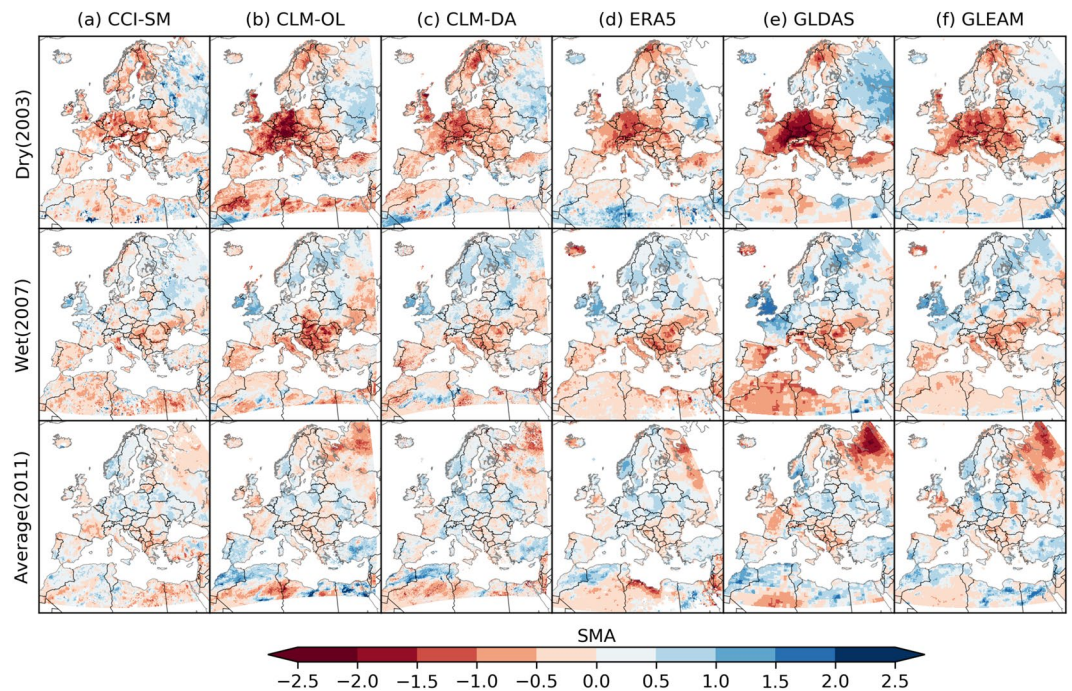 (a) CCI-SM (b) CLM-OL (c) CLM-DA (d) ERA5 (e) GLDAS (f) GLEAM
Dry(2003)
Wet(2007)
Average(2011)
SMA
−2.5 −2.0 −1.5 −1.0 −0.5 0.0 0.5 1.0 1.5 2.0 2.5